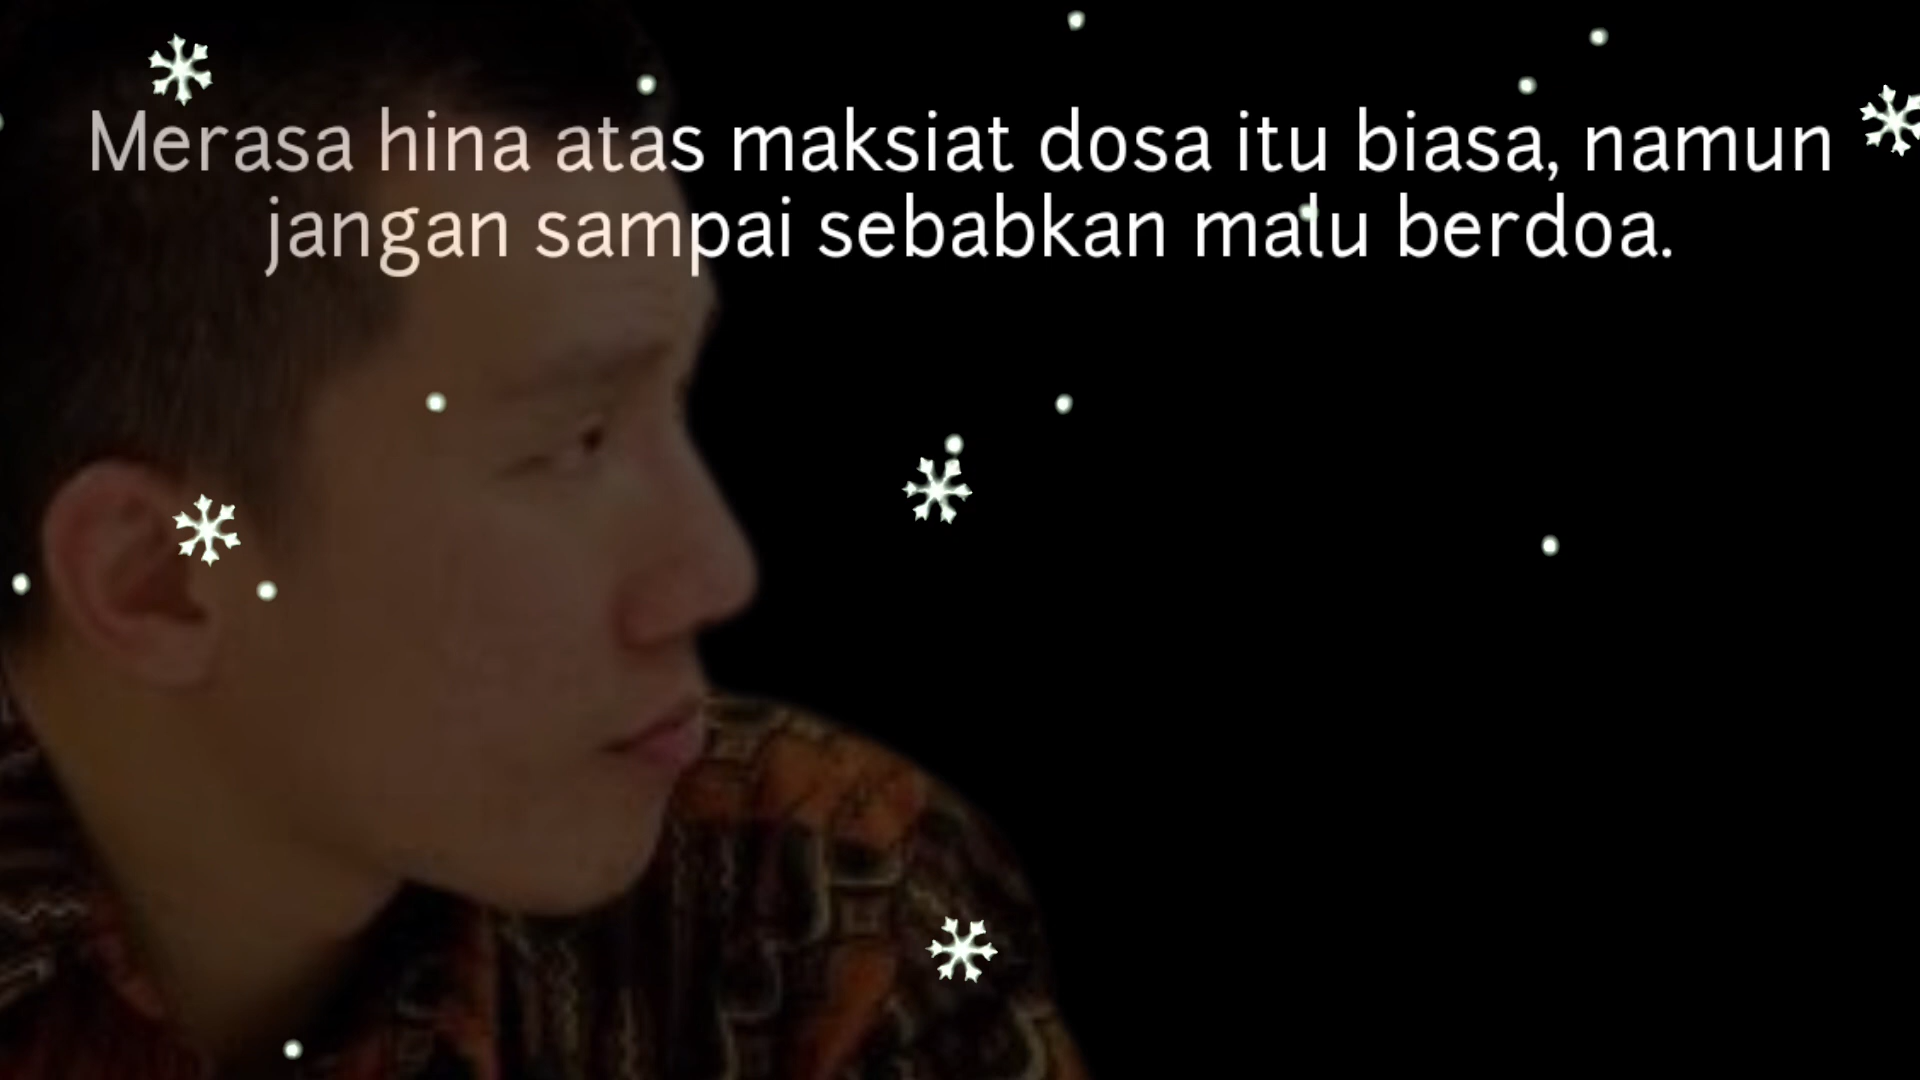 Merasa hina atas maksiat dosa itu biasa, namun
jangan sampai sebabkan malu berdoa.